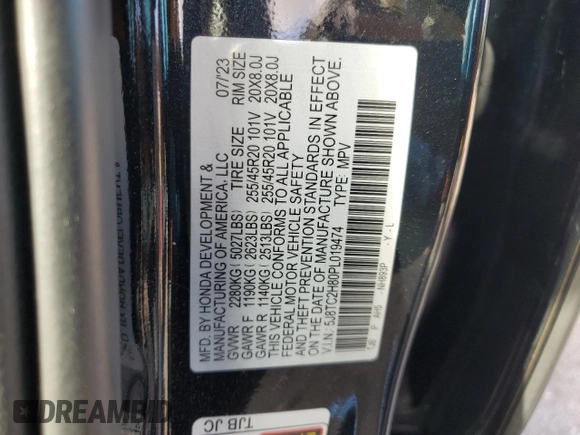 MFD. BY HONDA DEVELOPMENT &
MANUFACTURING OF AMERICA, LLC 07/'23
GVWR 2280KG( 5027LBS) TIRE SIZE RIM SIZE
GAWR F 1190KG( 2623LBS) 255/45R20 101V 20X8.0J
GAWR R 1140KG( 2513LBS) 255/45R20 101V 20X8.0J
THIS VEHICLE CONFORMS TO ALL APPLICABLE
FEDERAL MOTOR VEHICLE SAFETY
AND THEFT PREVENTION STANDARDS IN EFFECT
ON THE DATE OF MANUFACTURE SHOWN ABOVE.
V.I.N.: 5J8TC2H80PL019474 TYPE: MPV
TJB P AH6 NH893P - Y - L
TJB JC
DREAMBID